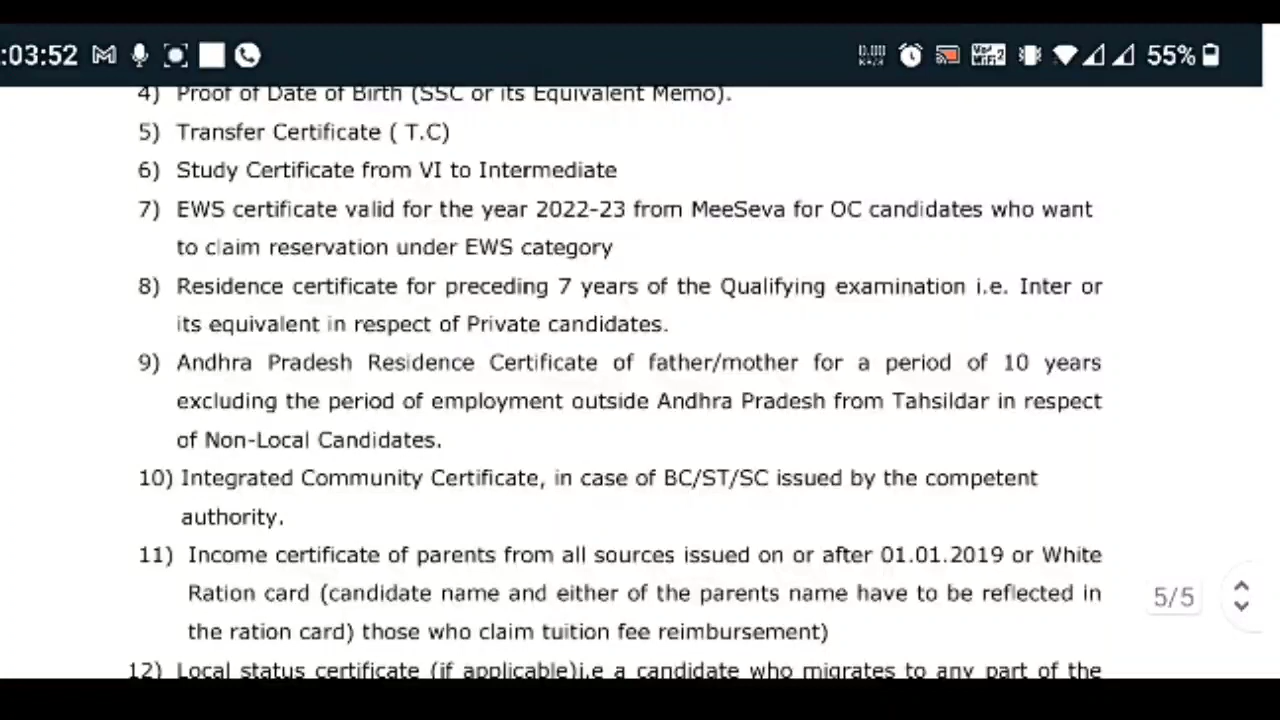 :03:52 55%
4) Proof of Date of Birth (SSC or its Equivalent Memo).
5) Transfer Certificate ( T.C)
6) Study Certificate from VI to Intermediate
7) EWS certificate valid for the year 2022-23 from MeeSeva for OC candidates who want
to claim reservation under EWS category
8) Residence certificate for preceding 7 years of the Qualifying examination i.e. Inter or
its equivalent in respect of Private candidates.
9) Andhra Pradesh Residence Certificate of father/mother for a period of 10 years
excluding the period of employment outside Andhra Pradesh from Tahsildar in respect
of Non-Local Candidates.
10) Integrated Community Certificate, in case of BC/ST/SC issued by the competent
authority.
11) Income certificate of parents from all sources issued on or after 01.01.2019 or White
Ration card (candidate name and either of the parents name have to be reflected in
5/5
the ration card) those who claim tuition fee reimbursement)
12) Local status certificate (if applicable)i.e a candidate who migrates to any part of the